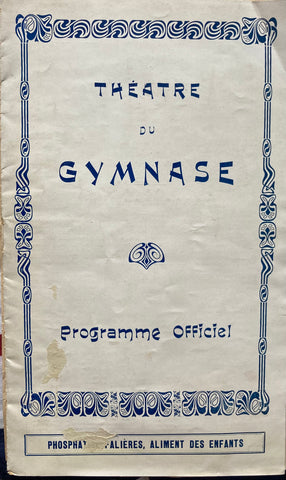 THÉATRE
DU
GYMNASE
Programme Officiel
ALIMENT DES ENFANTS